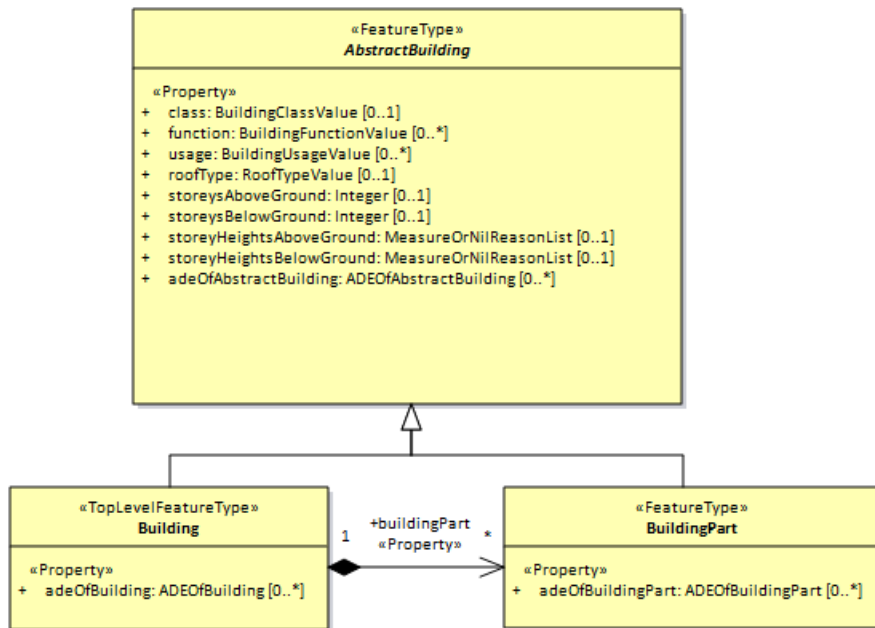 «FeatureType»
AbstractBuilding
«Property»
+ class: BuildingClassValue [0..1]
+ function: BuildingFunctionValue [0..*]
+ usage: BuildingUsageValue [0..*]
+ roofType: RoofTypeValue [0..1]
+ storeysAboveGround: Integer [0..1]
+ storeysBelowGround: Integer [0..1]
+ storeyHeightsAboveGround: MeasureOrNilReasonList [0..1]
+ storeyHeightsBelowGround: MeasureOrNilReasonList [0..1]
+ adeOfAbstractBuilding: ADEOfAbstractBuilding [0..*]
«TopLevelFeatureType»
Building
«Property»
+ adeOfBuilding: ADEOfBuilding [0..*]
1
+buildingPart
«Property»
*
«FeatureType»
BuildingPart
«Property»
+ adeOfBuildingPart: ADEOfBuildingPart [0..*]